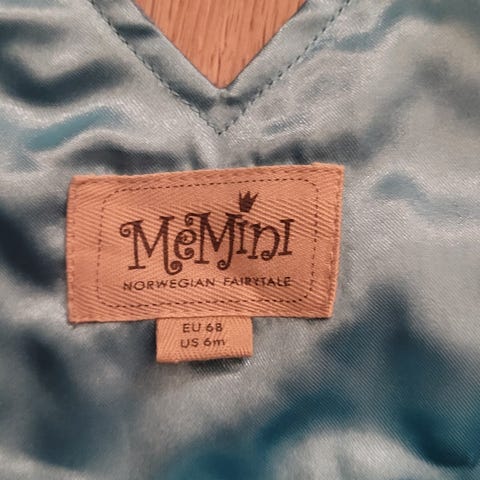 MeMini
NORWEGIAN FAIRYTALE
EU 68
US 6m